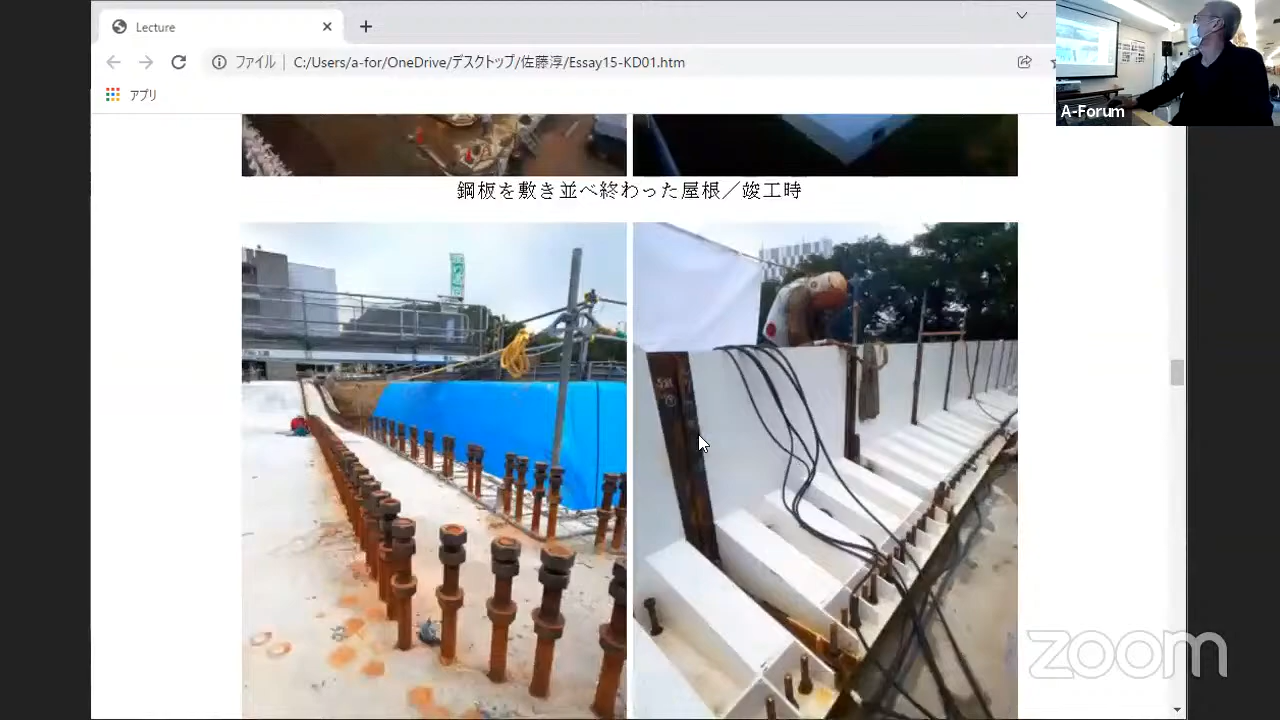 Lecture
ファイル
C:/Users/a-for/OneDrive/デスクトップ/佐藤淳/Essay15-KD01.htm
アプリ
A-Forum
鋼板を敷き並べ終わった屋根／竣工時
zoom